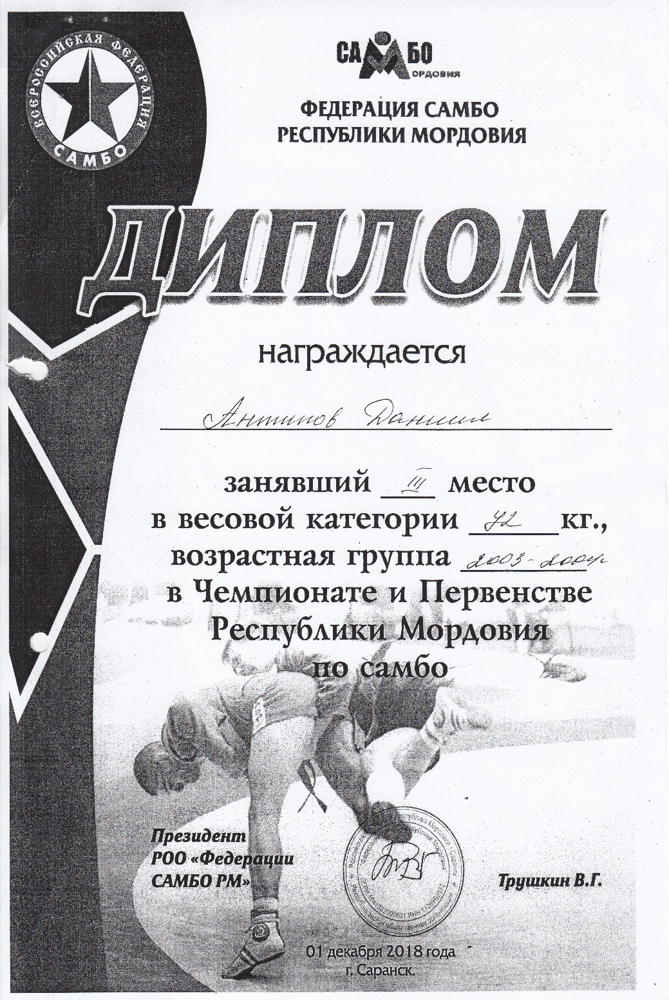 ВСЕРОССИЙСКАЯ ФЕДЕРАЦИЯ
САМБО
САМБО
МОРДОВИЯ
ФЕДЕРАЦИЯ САМБО
РЕСПУБЛИКИ МОРДОВИЯ
ДИПЛОМ
награждается
Антипов Даниил
занявший III место
в весовой категории 42 кг.,
возрастная группа 2003-2004г.
в Чемпионате и Первенстве
Республики Мордовия
по самбо
Президент
РОО «Федерации
САМБО РМ»
Трушкин В.Г.
01 декабря 2018 года
г. Саранск.